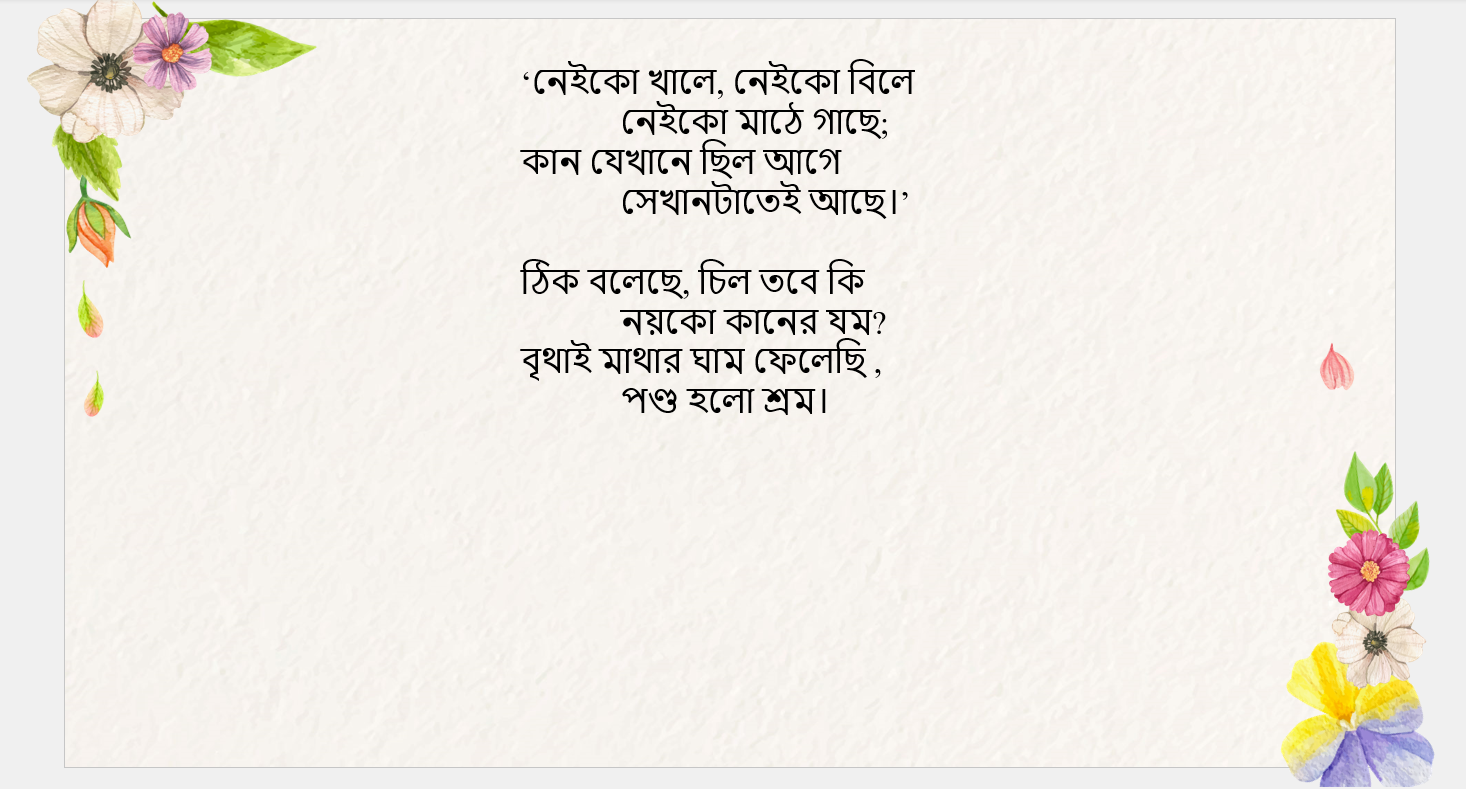 ‘নেইকো খালে, নেইকো বিলে
নেইকো মাঠে গাছে;
কান যেখানে ছিল আগে
সেখানটাতেই আছে।’
ঠিক বলেছে, চিল তবে কি
নয়কো কানের যম?
বৃথাই মাথার ঘাম ফেলেছি ,
পণ্ড হলো শ্রম।